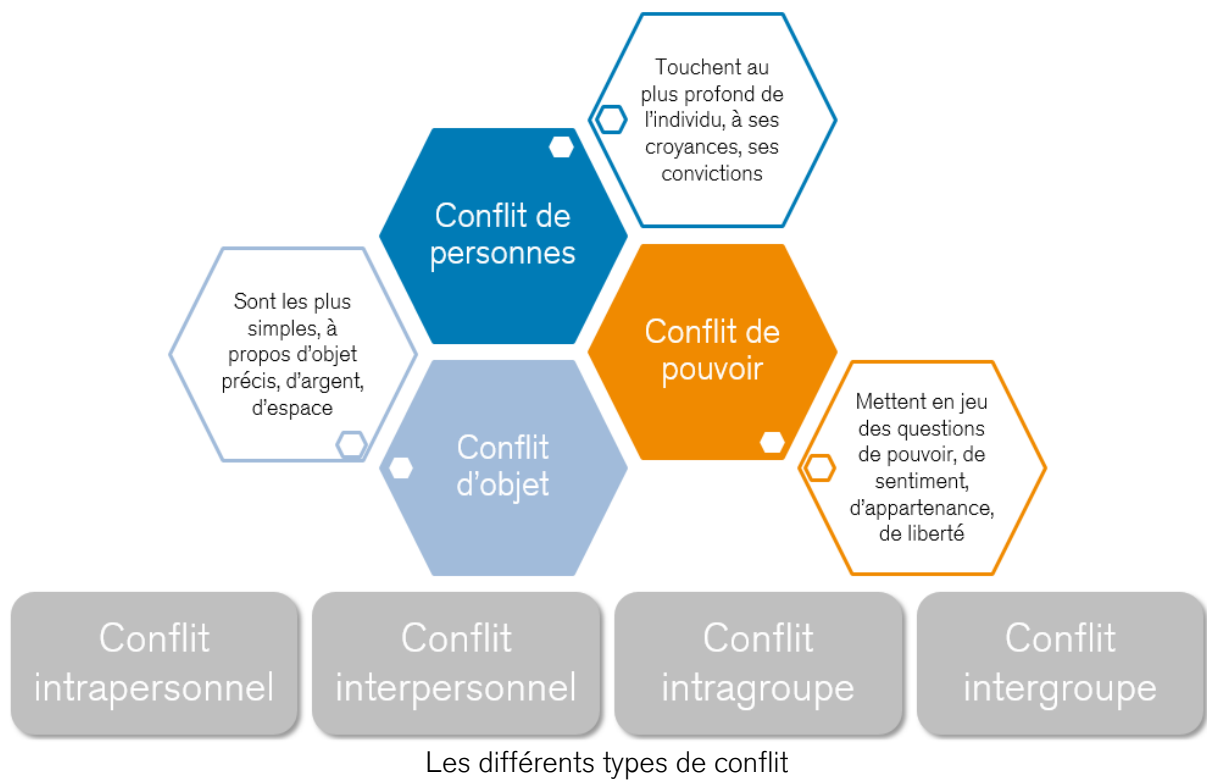 Touchent au
plus profond de
l'individu, à ses
croyances, ses
convictions
Conflit de
personnes
Sont les plus
simples, à
propos d'objet
précis, d'argent,
d'espace
Conflit de
pouvoir
Mettent en jeu
des questions
de pouvoir, de
sentiment,
d'appartenance,
de liberté
Conflit
d'objet
Conflit
intrapersonnel
Conflit
interpersonnel
Conflit
intragroupe
Conflit
intergroupe
Les différents types de conflit